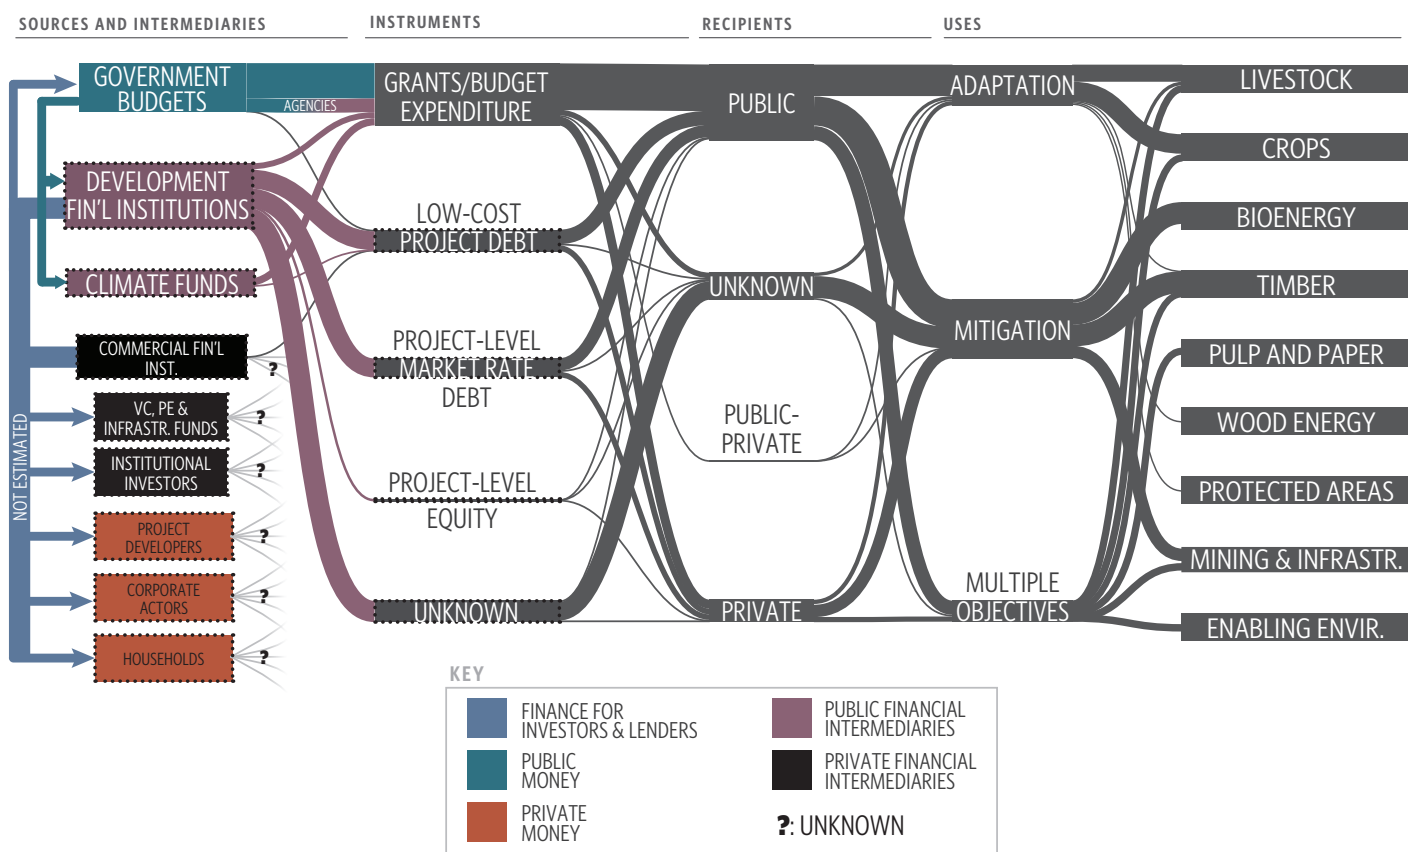 SOURCES AND INTERMEDIARIES
INSTRUMENTS
RECIPIENTS
USES
GOVERNMENT
BUDGETS
AGENCIES
DEVELOPMENT
FIN'L INSTITUTIONS
CLIMATE FUNDS
COMMERCIAL FIN'L
INST.
?
VC, PE &
INFRASTR. FUNDS
?
INSTITUTIONAL
INVESTORS
?
PROJECT
DEVELOPERS
?
CORPORATE
ACTORS
?
HOUSEHOLDS
?
NOT ESTIMATED
GRANTS/BUDGET
EXPENDITURE
LOW-COST
PROJECT DEBT
PROJECT-LEVEL
MARKET RATE
DEBT
PROJECT-LEVEL
EQUITY
UNKNOWN
PUBLIC
UNKNOWN
PUBLIC-
PRIVATE
PRIVATE
ADAPTATION
MITIGATION
MULTIPLE
OBJECTIVES
LIVESTOCK
CROPS
BIOENERGY
TIMBER
PULP AND PAPER
WOOD ENERGY
PROTECTED AREAS
MINING & INFRASTR.
ENABLING ENVIR.
KEY
FINANCE FOR
INVESTORS & LENDERS
PUBLIC
MONEY
PRIVATE
MONEY
PUBLIC FINANCIAL
INTERMEDIARIES
PRIVATE FINANCIAL
INTERMEDIARIES
?: UNKNOWN